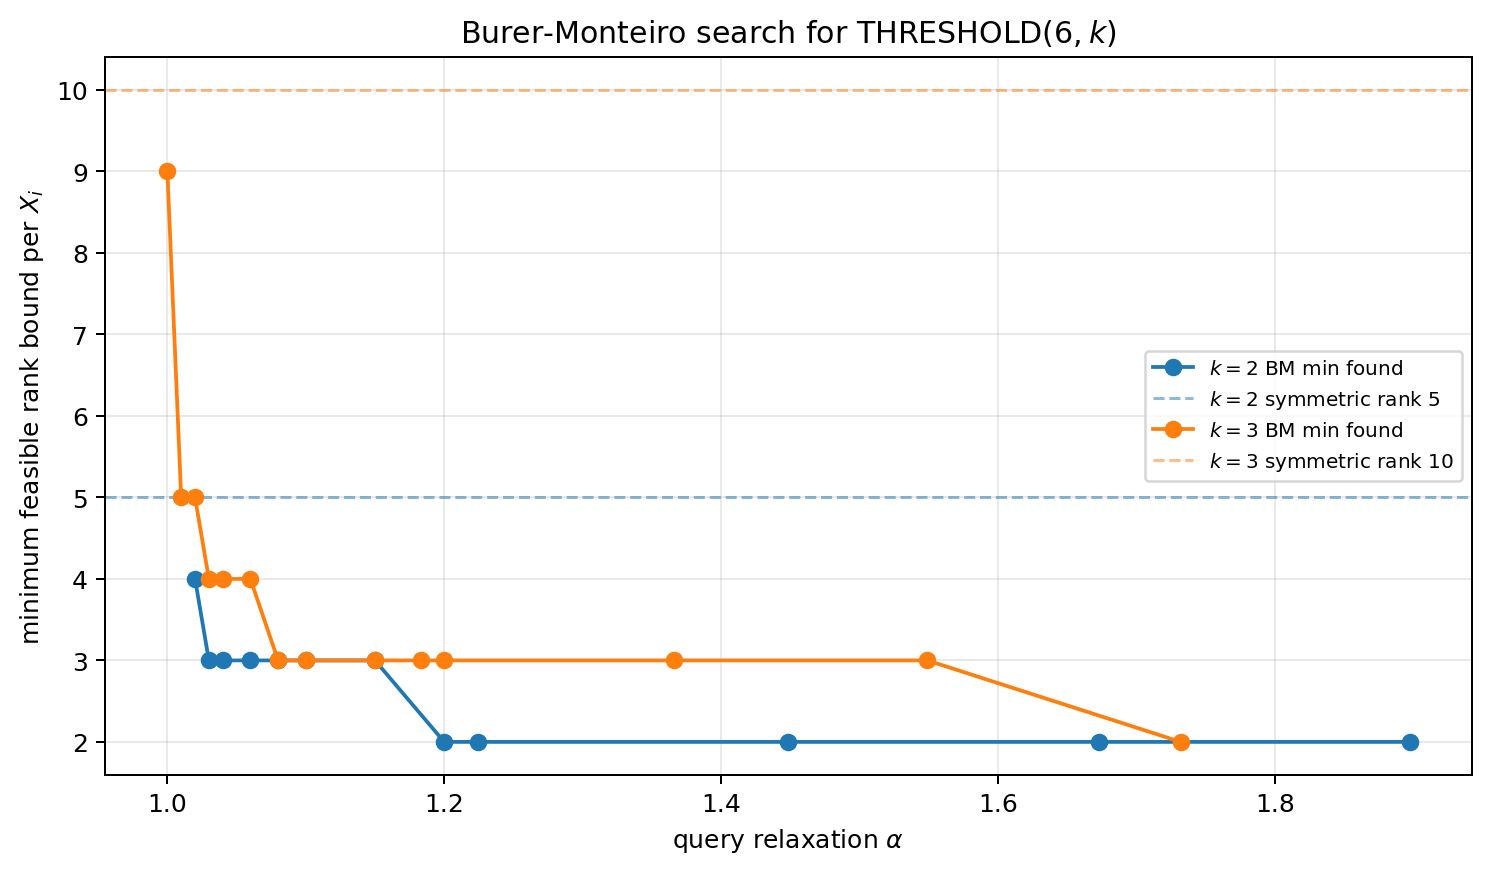 Burer-Monteiro search for THRESHOLD(6, k)
minimum feasible rank bound per X_i
10
9
8
7
6
5
4
3
2
k = 2 BM min found
k = 2 symmetric rank 5
k = 3 BM min found
k = 3 symmetric rank 10
1.0 1.2 1.4 1.6 1.8
query relaxation α